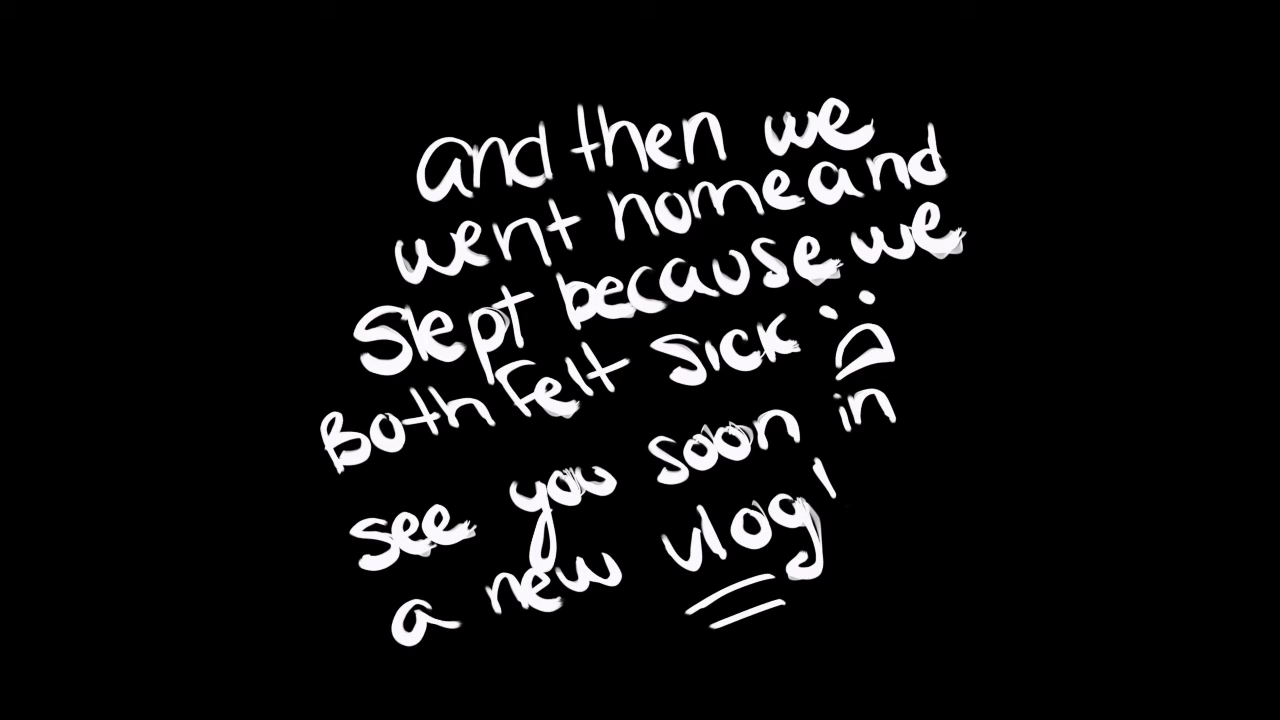 and then we
went home and
slept because we
Both Felt sick :(
see you soon in
a new vlog!